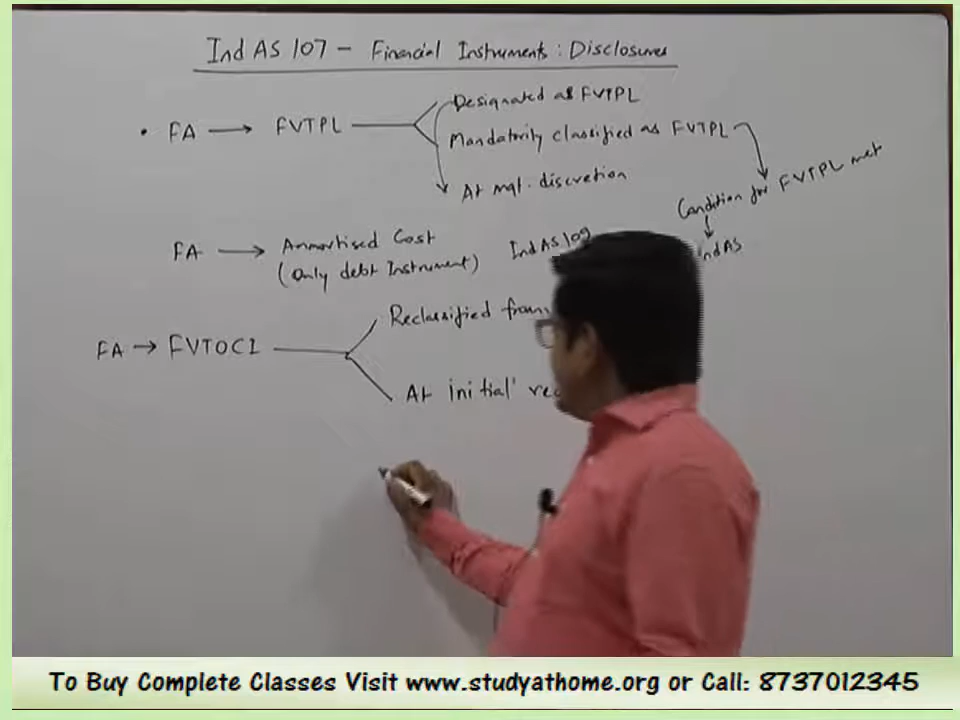 Ind AS 107 - Financial Instruments : Disclosures
• FA → FVTPL
Designated as FVTPL
Mandatorily classified as FVTPL
At mgt. discretion
Condition for FVTPL met
Ind AS
FA → Ammortised Cost
(Only debt Instrument)
Ind AS 109
FA → FVTOCI
Reclassified from
At initial
To Buy Complete Classes Visit www.studyathome.org or Call: 8737012345